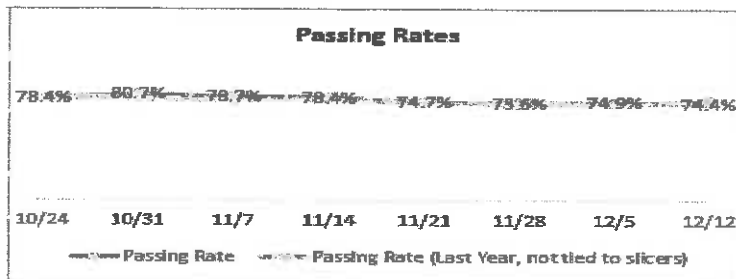 Passing Rates
78.4% 80.7% 78.7% 78.4% 74.7% 73.6% 74.9% 74.4%
10/24 10/31 11/7 11/14 11/21 11/28 12/5 12/12
Passing Rate Passing Rate (Last Year, not tied to slicers)